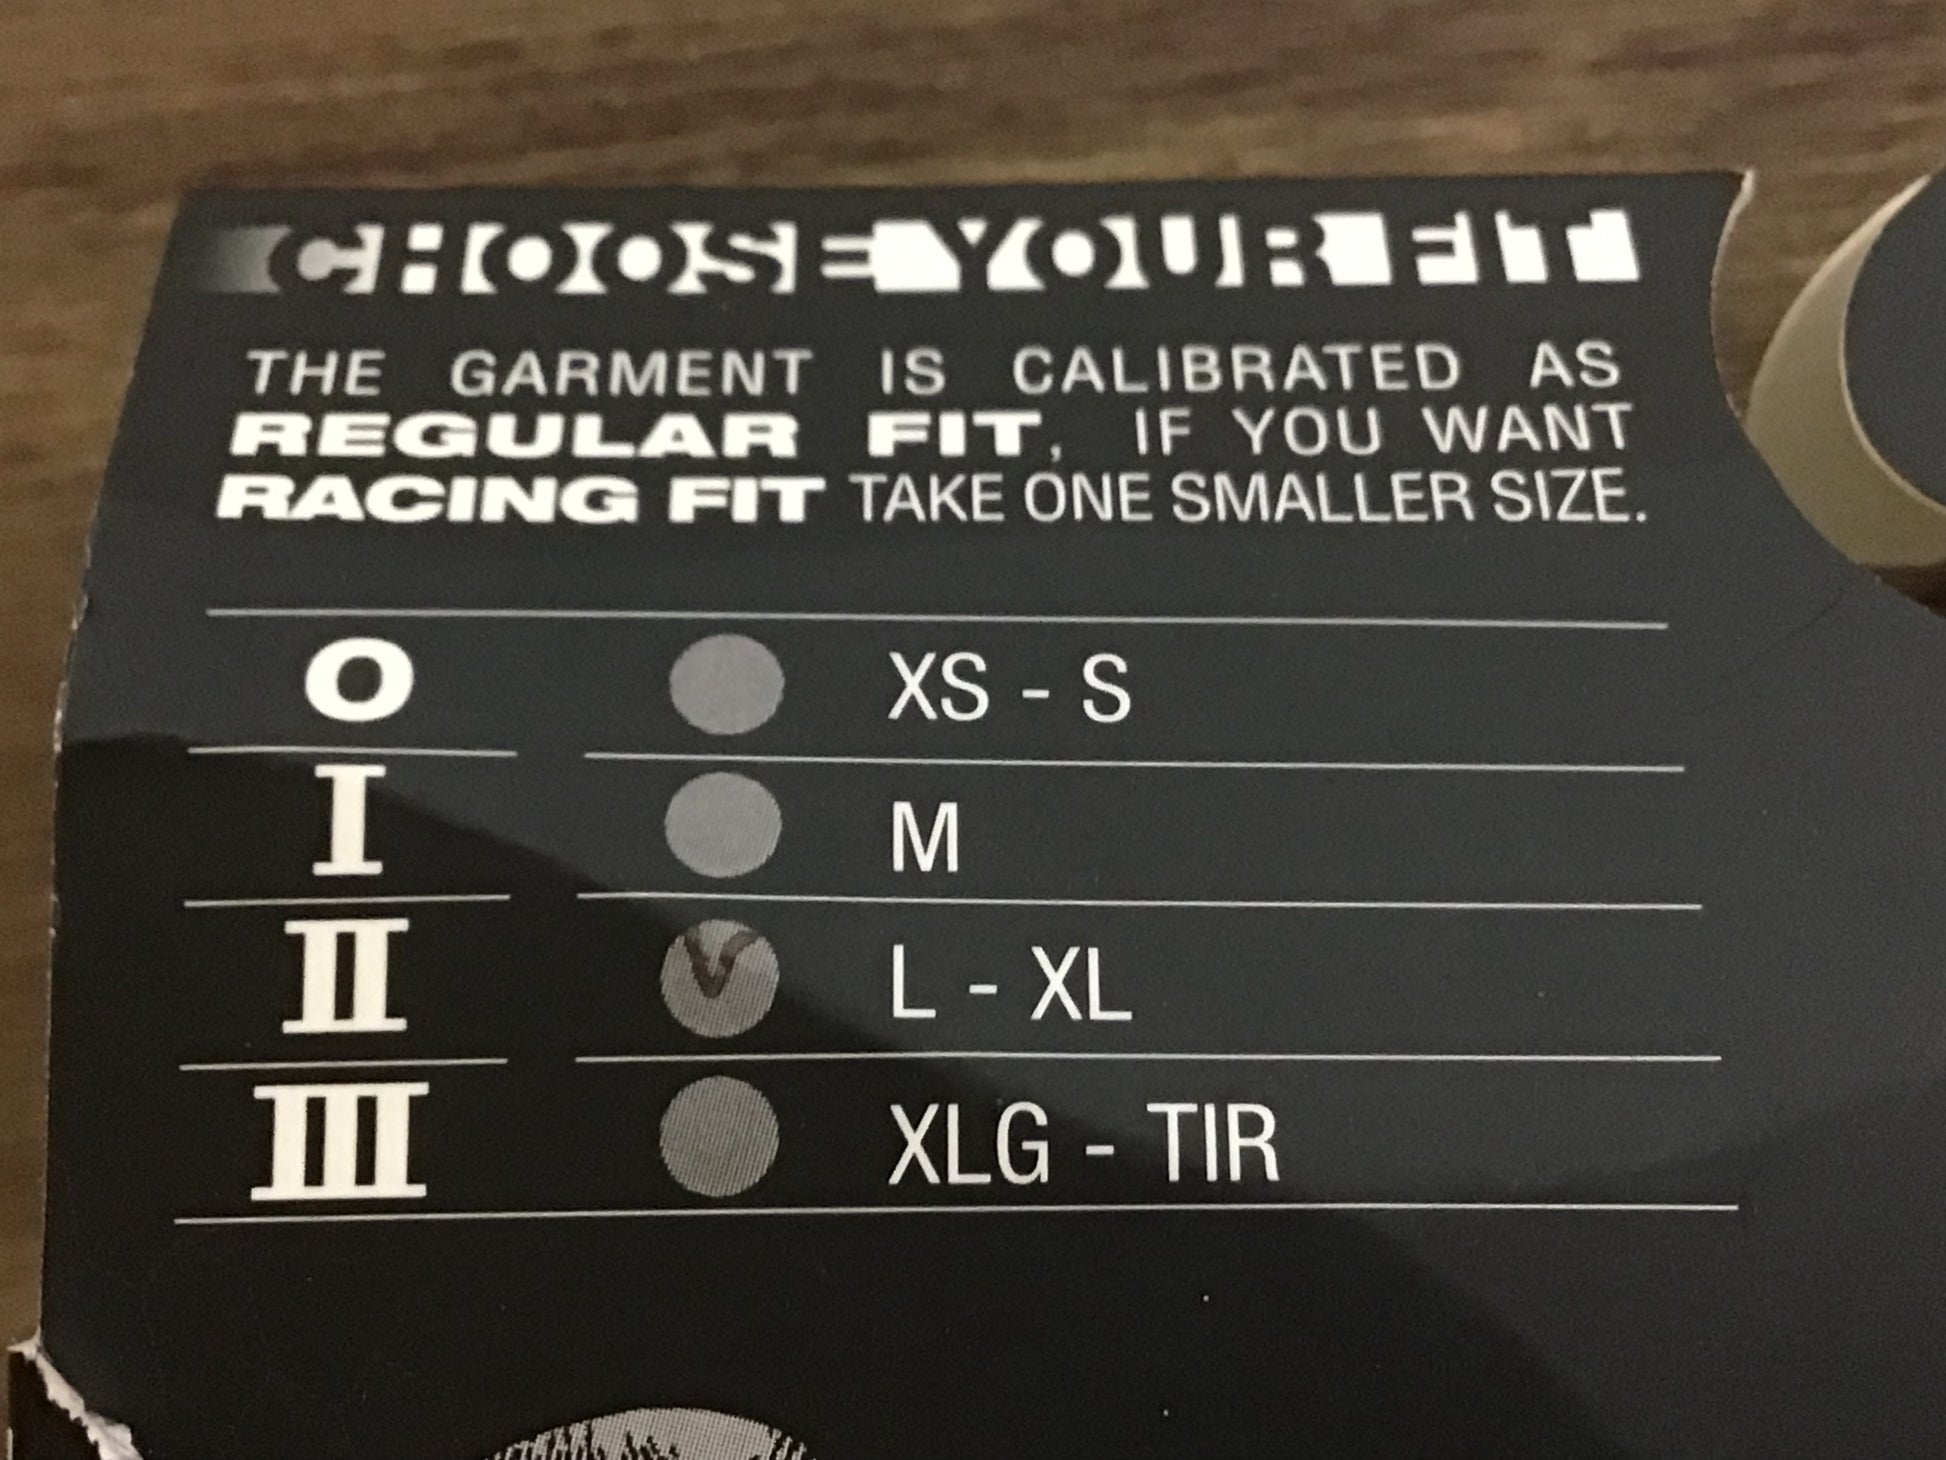 CHOOSE YOUR FIT
THE GARMENT IS CALIBRATED AS
REGULAR FIT, IF YOU WANT
RACING FIT TAKE ONE SMALLER SIZE.
O XS - S
I M
II V L - XL
III XLG - TIR